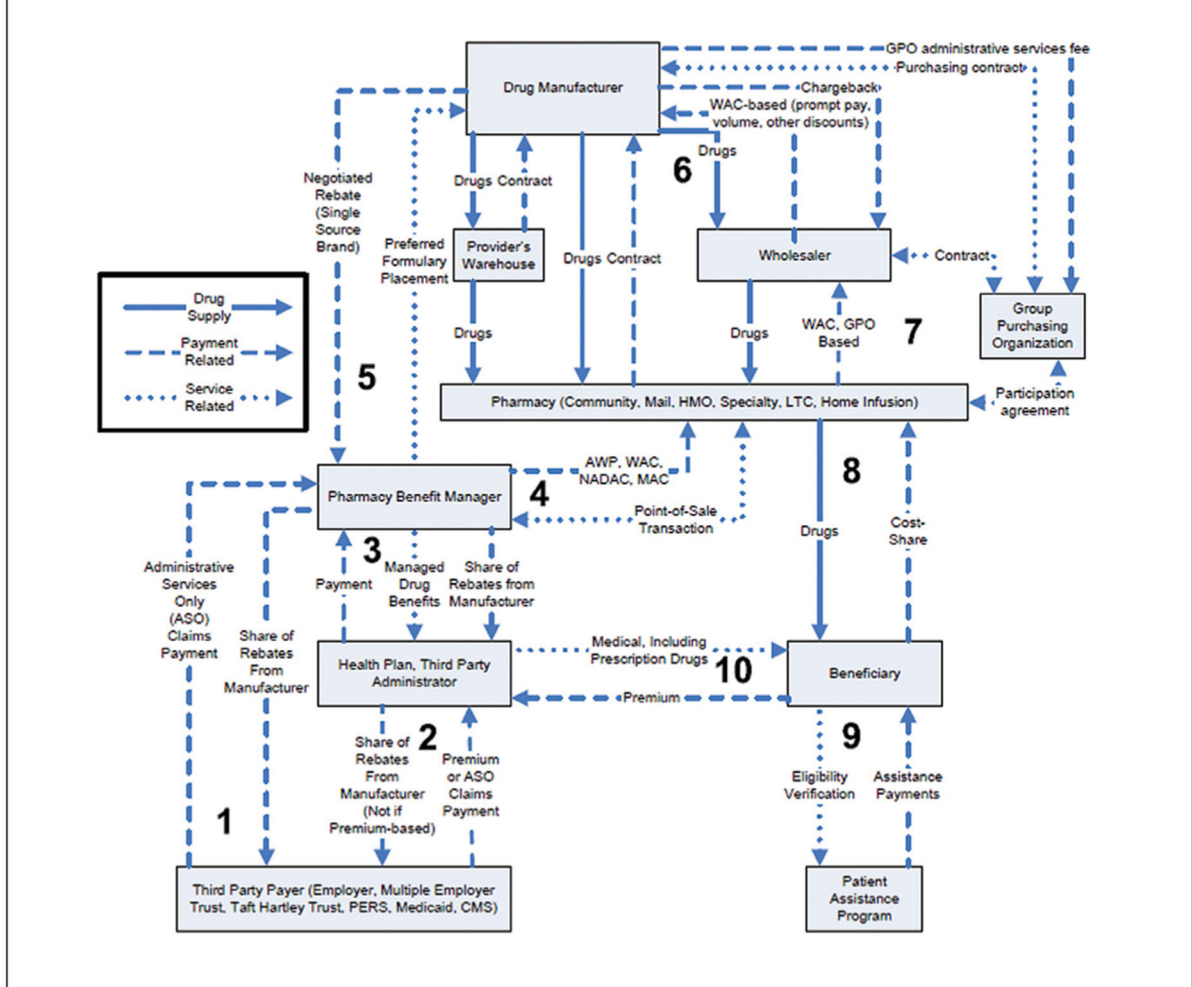 GPO administrative services fee
Purchasing contract
Drug Manufacturer
Chargeback
WAC-based (prompt pay,
volume, other discounts)
Drugs
6
Negotiated
Rebate
(Single
Source
Brand)
Drugs
Contract
Preferred
Formulary
Placement
Provider's
Warehouse
Drugs
Contract
Wholesaler
Contract
Drug
Supply
Payment
Related
Service
Related
5
Drugs
Drugs
WAC, GPO
Based
7
Group
Purchasing
Organization
Pharmacy (Community, Mail, HMO, Specialty, LTC, Home Infusion)
Participation
agreement
Pharmacy Benefit Manager
4
AWP, WAC,
NADAC, MAC
Point-of-Sale
Transaction
8
Drugs
Cost-
Share
3
Administrative
Services
Only
(ASO)
Claims
Payment
Share of
Rebates
From
Manufacturer
Payment
Managed
Drug
Benefits
Share of
Rebates from
Manufacturer
Health Plan, Third Party
Administrator
Medical, Including
Prescription Drugs
10
Premium
Beneficiary
2
Share of
Rebates
From
Manufacturer
(Not if
Premium-based)
Premium
or ASO
Claims
Payment
9
Eligibility
Verification
Assistance
Payments
1
Third Party Payer (Employer, Multiple Employer
Trust, Taft Hartley Trust, PERS, Medicaid, CMS)
Patient
Assistance
Program